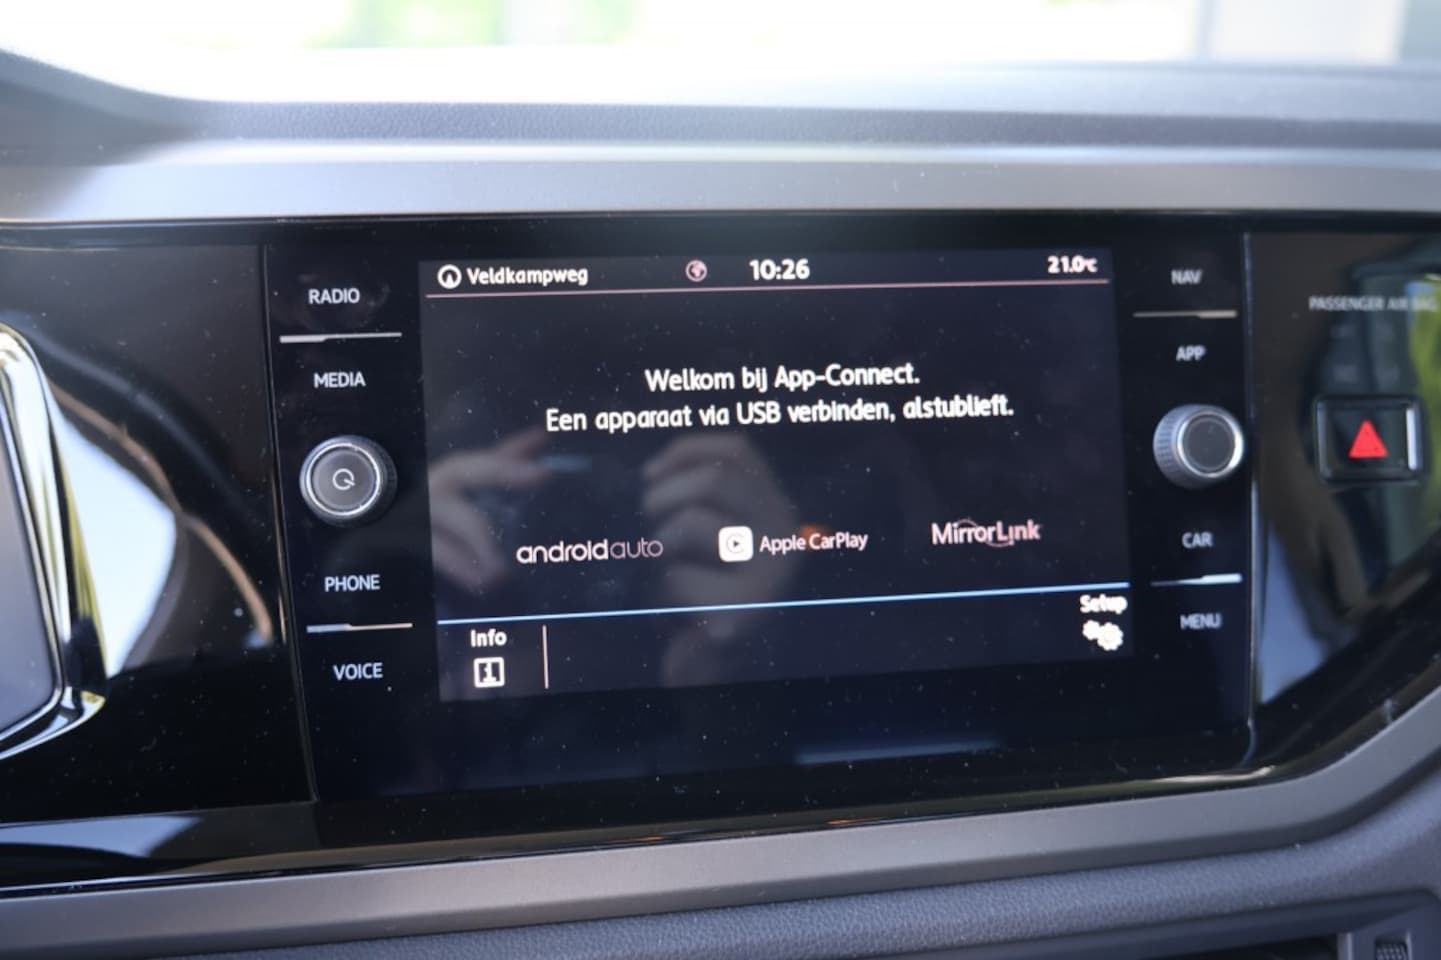 Veldkampweg 10:26 21.0°C
RADIO
MEDIA
PHONE
VOICE
Welkom bij App-Connect.
Een apparaat via USB verbinden, alstublieft.
androidauto
Apple CarPlay
MirrorLink
Info
Setup
NAV
APP
CAR
MENU
PASSENGER AIR BAG